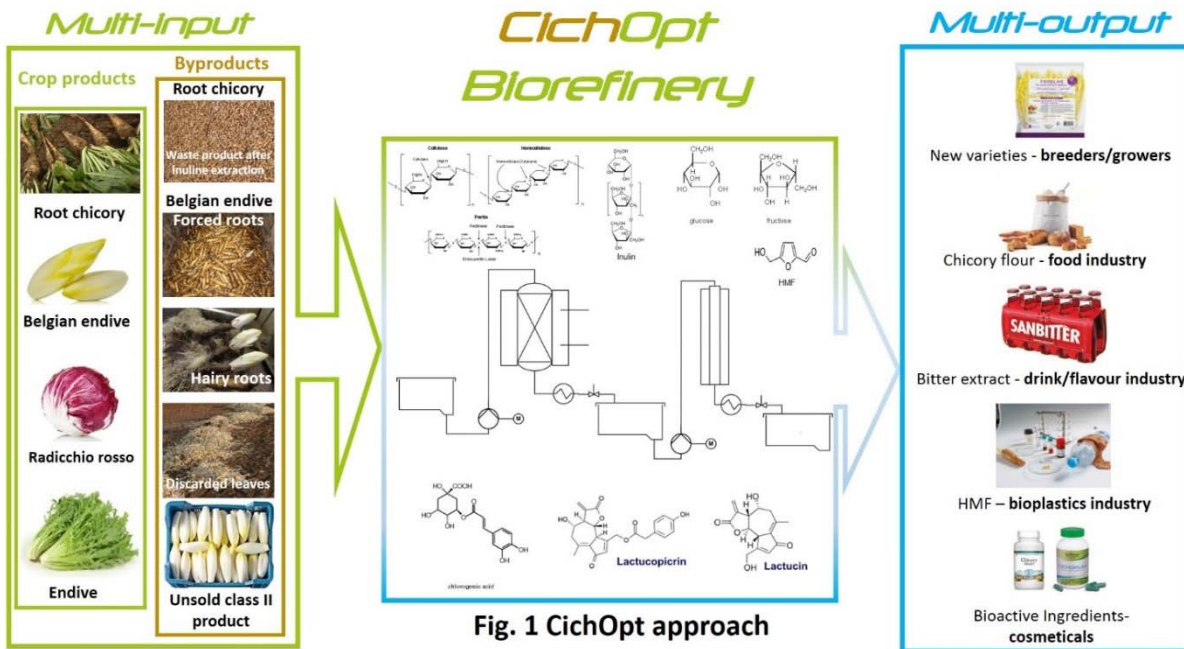 Multi-input
CichOpt
Biorefinery
Multi-output
Crop products
Root chicory
Belgian endive
Radicchio rosso
Endive
Byproducts
Root chicory
Waste product after
Inuline extraction
Belgian endive
Forced roots
Hairy roots
Discarded leaves
Unsold class II
product
Cellulose
Hemicellulose
Pectin
Inulin
glucose
fructose
HMF
M
M
chlorogenic acid
Lactucopicrin
Lactucin
Fig. 1 CichOpt approach
New varieties - breeders/growers
Chicory flour - food industry
SANBITTER
Bitter extract - drink/flavour industry
HMF – bioplastics industry
Bioactive Ingredients-
cosmeticals